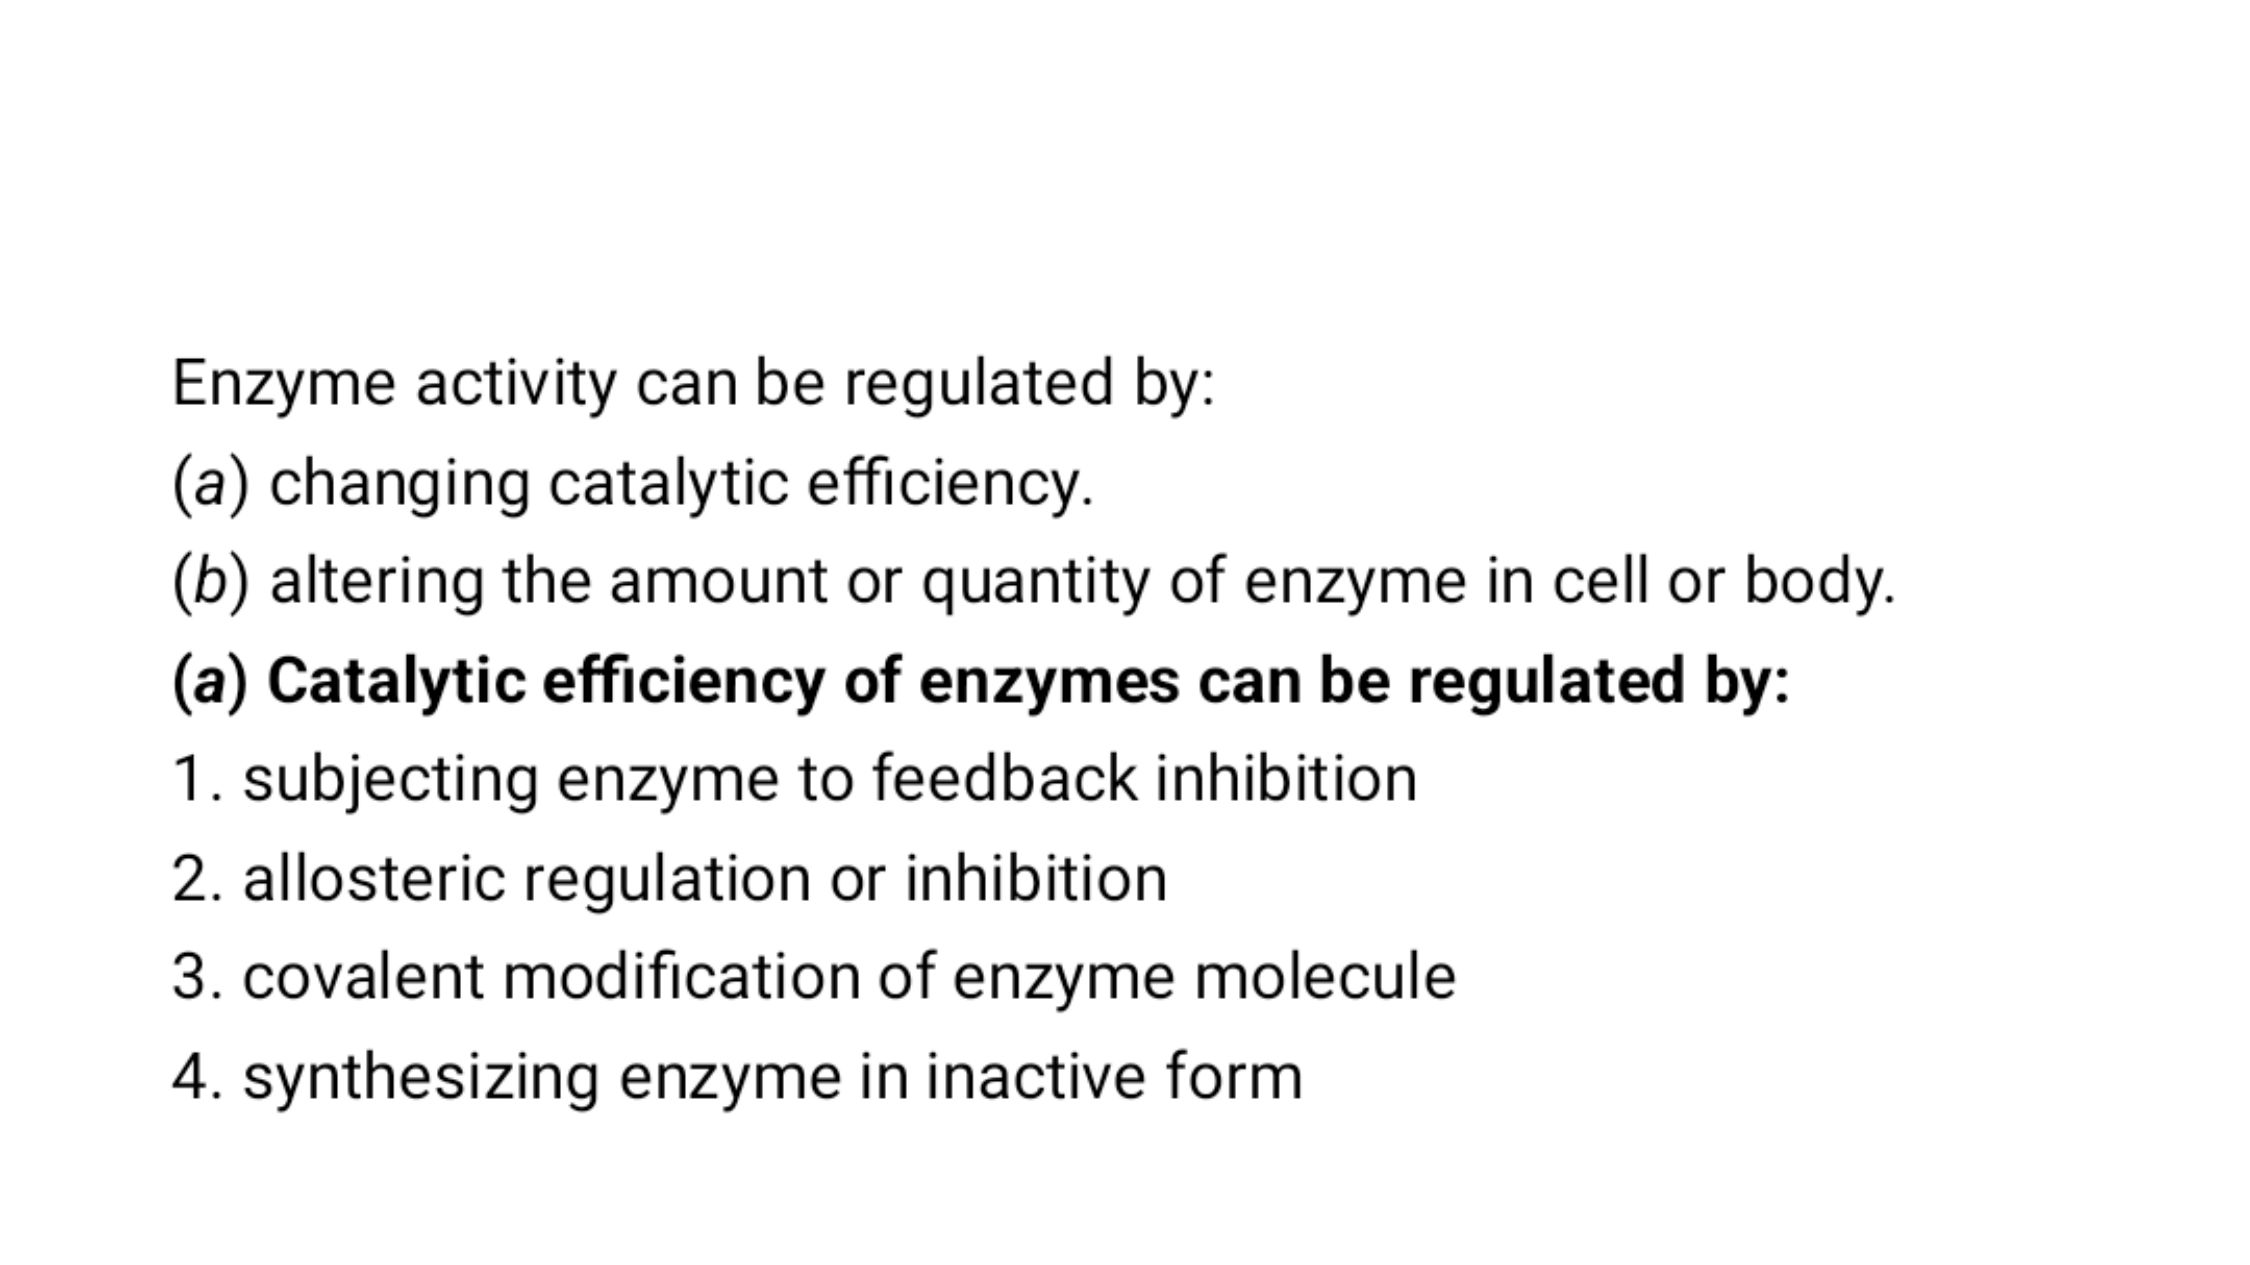 Enzyme activity can be regulated by:
(a) changing catalytic efficiency.
(b) altering the amount or quantity of enzyme in cell or body.
(a) Catalytic efficiency of enzymes can be regulated by:
1. subjecting enzyme to feedback inhibition
2. allosteric regulation or inhibition
3. covalent modification of enzyme molecule
4. synthesizing enzyme in inactive form